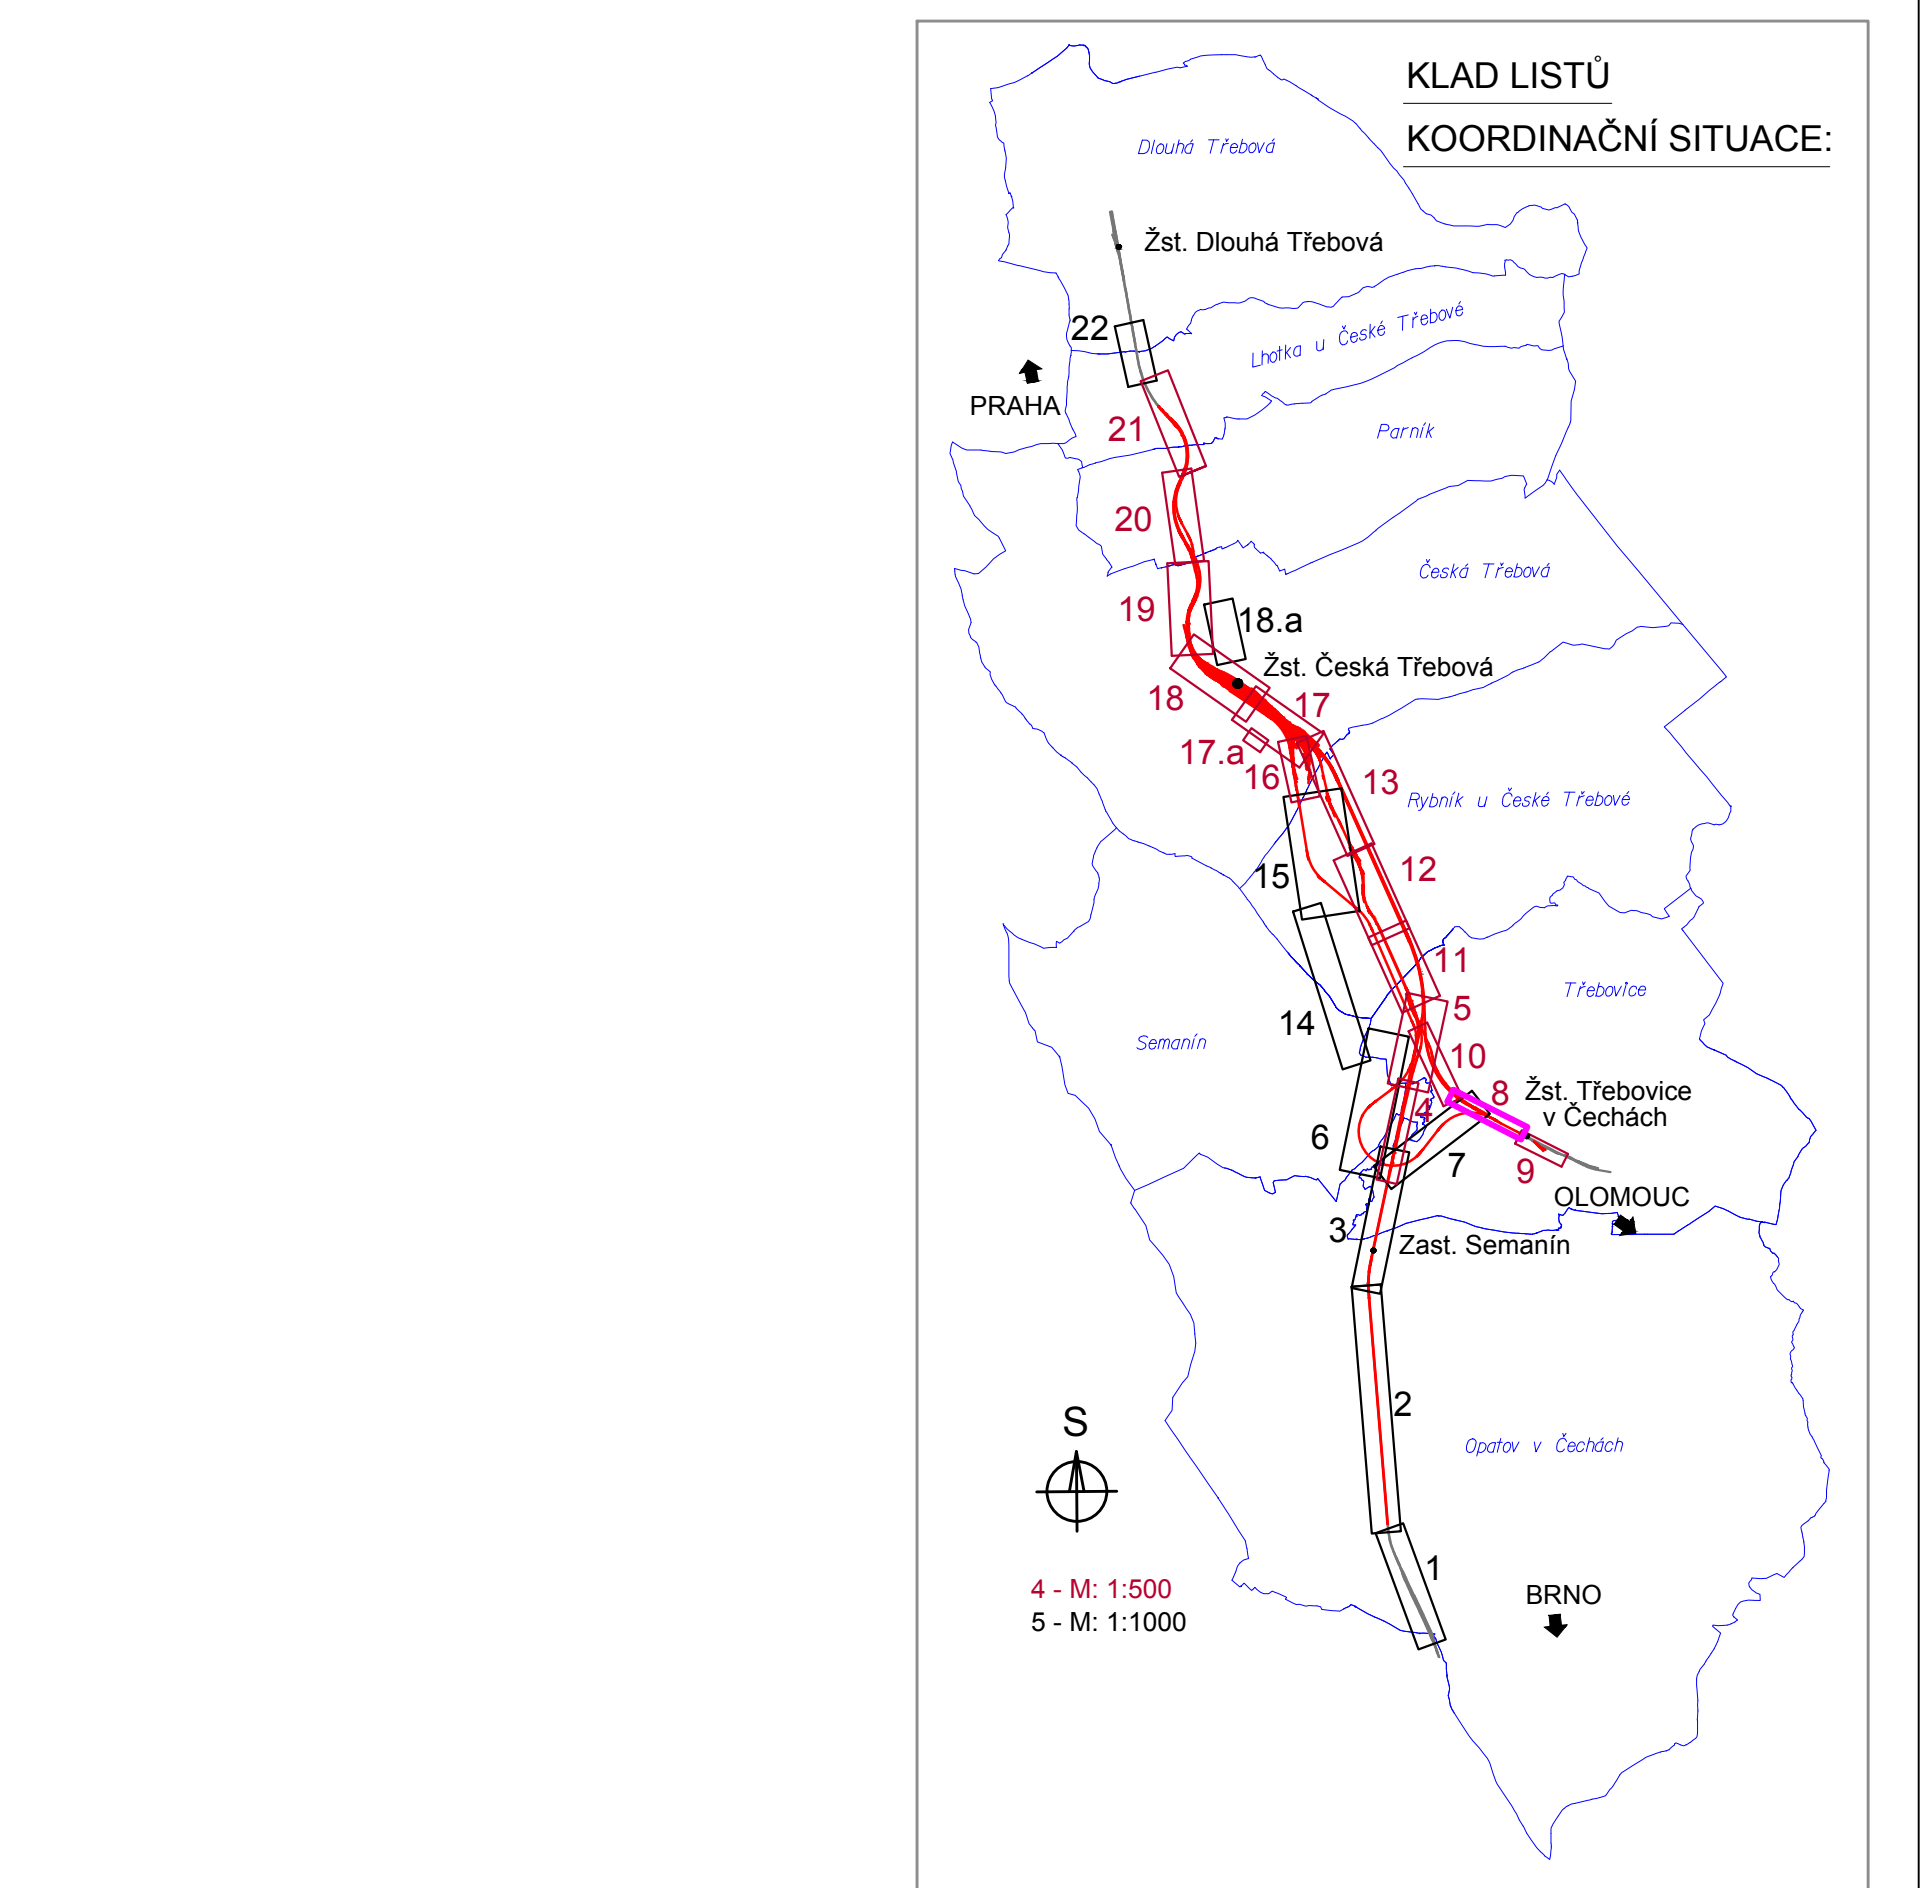 KLAD LISTŮ
KOORDINAČNÍ SITUACE:
Dlouhá Třebová
Žst. Dlouhá Třebová
22
Lhotka u České Třebové
PRAHA
21
Parník
20
Česká Třebová
19
18.a
Žst. Česká Třebová
18
17
17.a
16
13
Rybník u České Třebové
12
15
11
Třebovice
5
14
Semanín
10
8
Žst. Třebovice
v Čechách
4
6
7
9
OLOMOUC
3
Zast. Semanín
2
S
Opatov v Čechách
1
4 - M: 1:500
5 - M: 1:1000
BRNO